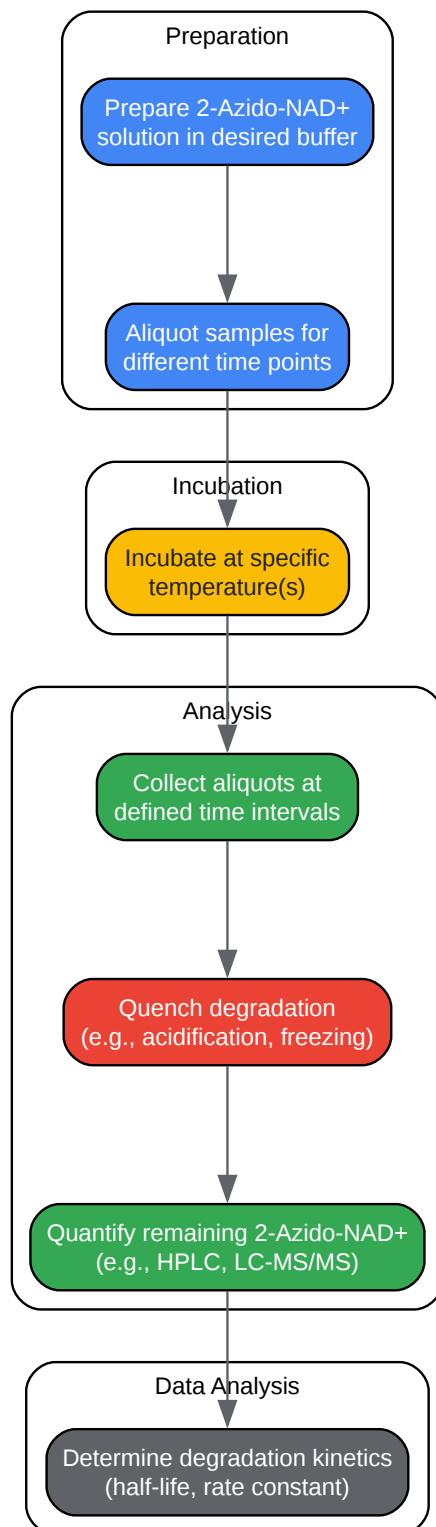 Preparation
Prepare 2-Azido-NAD+
solution in desired buffer
Aliquot samples for
different time points
Incubation
Incubate at specific
temperature(s)
Analysis
Collect aliquots at
defined time intervals
Quench degradation
(e.g., acidification, freezing)
Quantify remaining 2-Azido-NAD+
(e.g., HPLC, LC-MS/MS)
Data Analysis
Determine degradation kinetics
(half-life, rate constant)